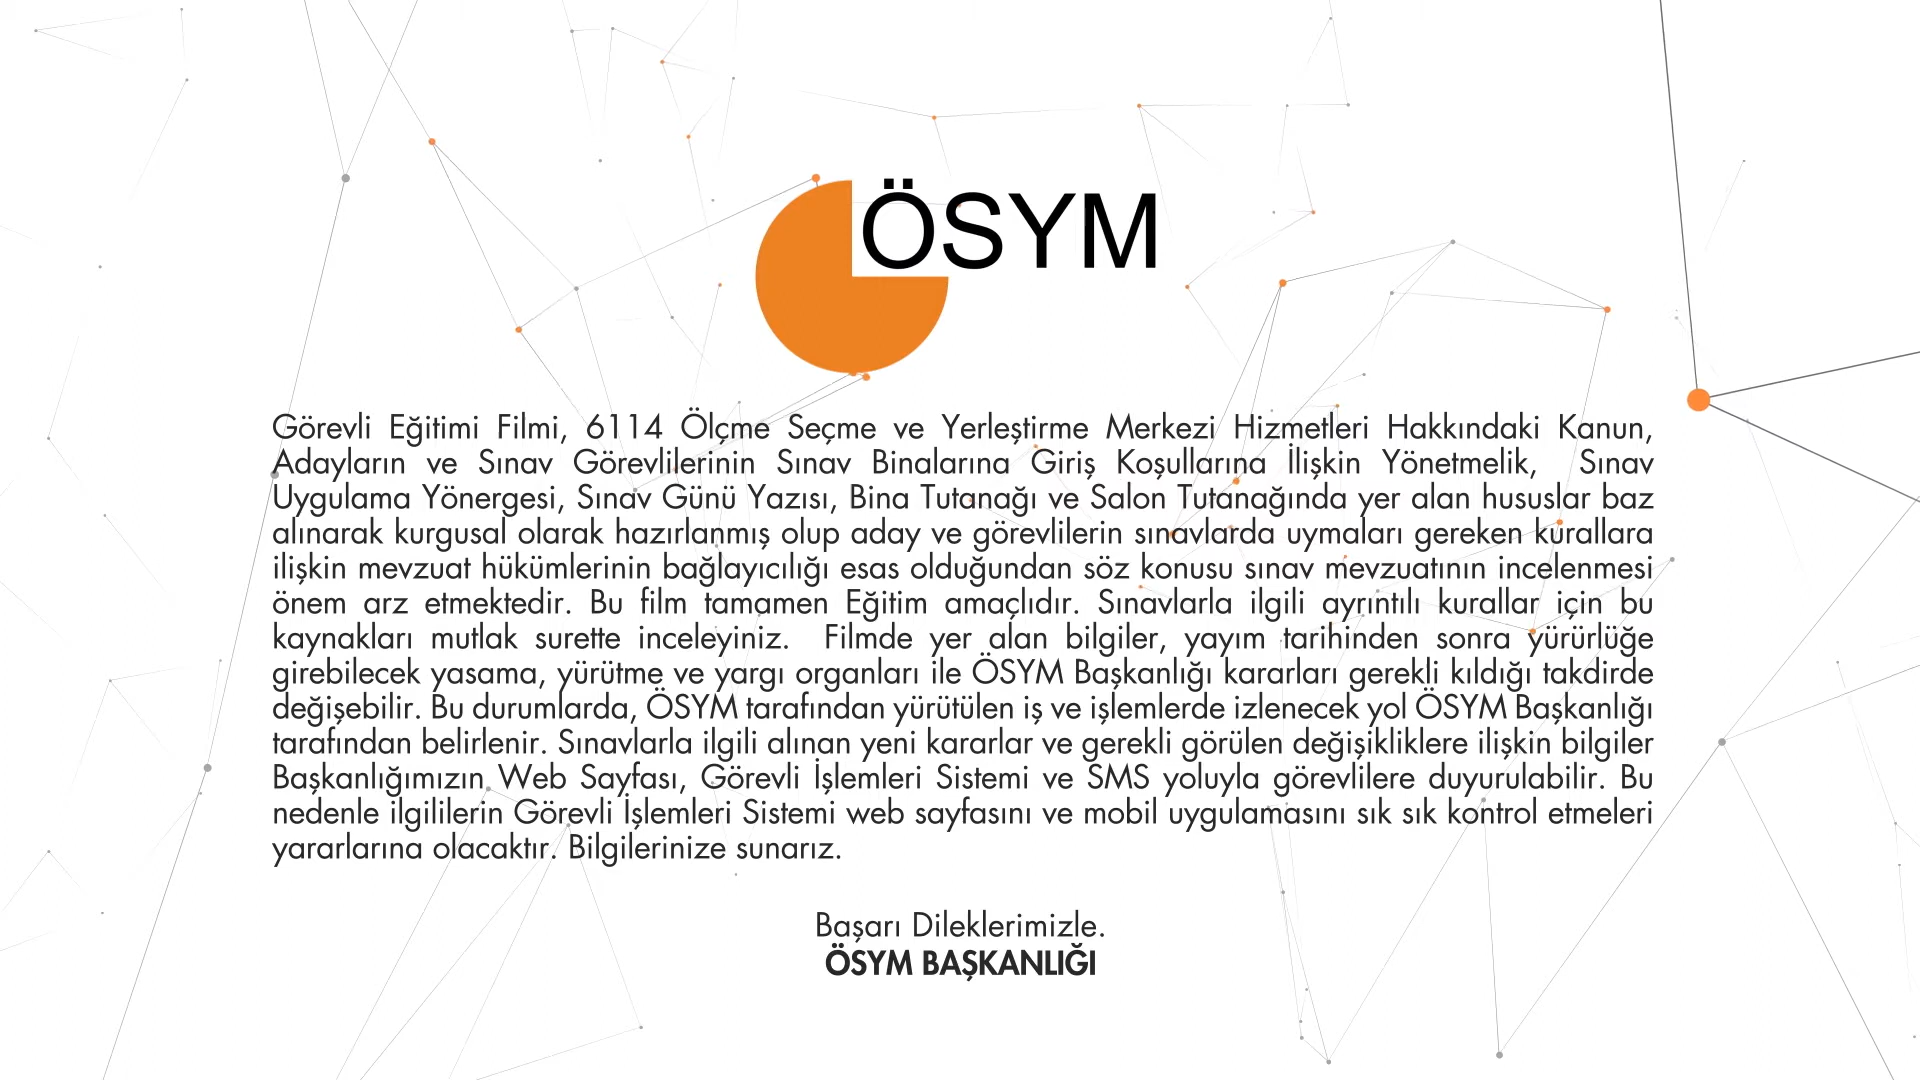 ÖSYM
Görevli Eğitimi Filmi, 6114 Ölçme Seçme ve Yerleştirme Merkezi Hizmetleri Hakkındaki Kanun,
Adayların ve Sınav Görevlilerinin Sınav Binalarına Giriş Koşullarına İlişkin Yönetmelik, Sınav
Uygulama Yönergesi, Sınav Günü Yazısı, Bina Tutanağı ve Salon Tutanağında yer alan hususlar baz
alınarak kurgusal olarak hazırlanmış olup aday ve görevlilerin sınavlarda uymaları gereken kurallara
ilişkin mevzuat hükümlerinin bağlayıcılığı esas olduğundan söz konusu sınav mevzuatının incelenmesi
önem arz etmektedir. Bu film tamamen Eğitim amaçlıdır. Sınavlarla ilgili ayrıntılı kurallar için bu
kaynakları mutlak surette inceleyiniz. Filmde yer alan bilgiler, yayım tarihinden sonra yürürlüğe
girebilecek yasama, yürütme ve yargı organları ile ÖSYM Başkanlığı kararları gerekli kıldığı takdirde
değişebilir. Bu durumlarda, ÖSYM tarafından yürütülen iş ve işlemlerde izlenecek yol ÖSYM Başkanlığı
tarafından belirlenir. Sınavlarla ilgili alınan yeni kararlar ve gerekli görülen değişikliklere ilişkin bilgiler
Başkanlığımızın Web Sayfası, Görevli İşlemleri Sistemi ve SMS yoluyla görevlilere duyurulabilir. Bu
nedenle ilgililerin Görevli İşlemleri Sistemi web sayfasını ve mobil uygulamasını sık sık kontrol etmeleri
yararlarına olacaktır. Bilgilerinize sunarız.
Başarı Dileklerimizle.
ÖSYM BAŞKANLIĞI